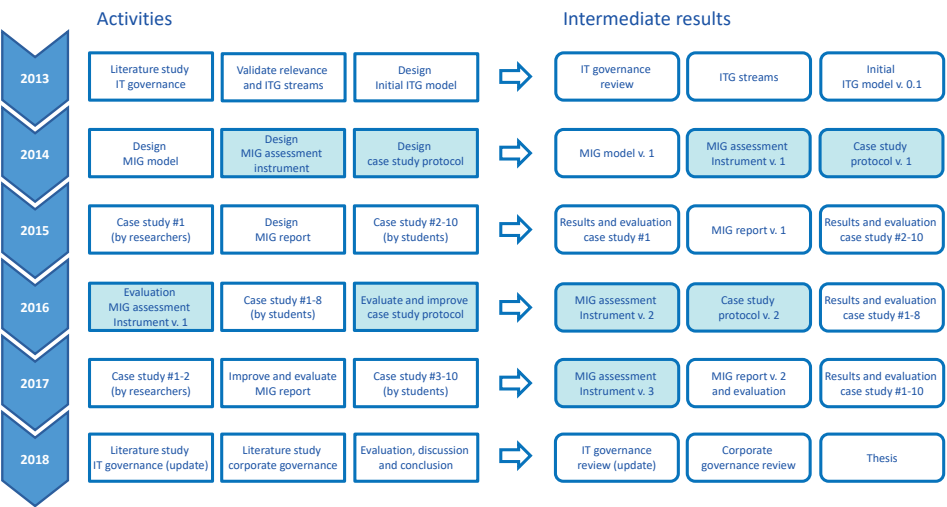 Activities
Intermediate results
2013
Literature study
IT governance
Validate relevance
and ITG streams
Design
Initial ITG model
IT governance
review
ITG streams
Initial
ITG model v. 0.1
2014
Design
MIG model
Design
MIG assessment
instrument
Design
case study protocol
MIG model v. 1
MIG assessment
Instrument v. 1
Case study
protocol v. 1
2015
Case study #1
(by researchers)
Design
MIG report
Case study #2-10
(by students)
Results and evaluation
case study #1
MIG report v. 1
Results and evaluation
case study #2-10
2016
Evaluation
MIG assessment
Instrument v. 1
Case study #1-8
(by students)
Evaluate and improve
case study protocol
MIG assessment
Instrument v. 2
Case study
protocol v. 2
Results and evaluation
case study #1-8
2017
Case study #1-2
(by researchers)
Improve and evaluate
MIG report
Case study #3-10
(by students)
MIG assessment
Instrument v. 3
MIG report v. 2
and evaluation
Results and evaluation
case study #1-10
2018
Literature study
IT governance (update)
Literature study
corporate governance
Evaluation, discussion
and conclusion
IT governance
review (update)
Corporate
governance review
Thesis